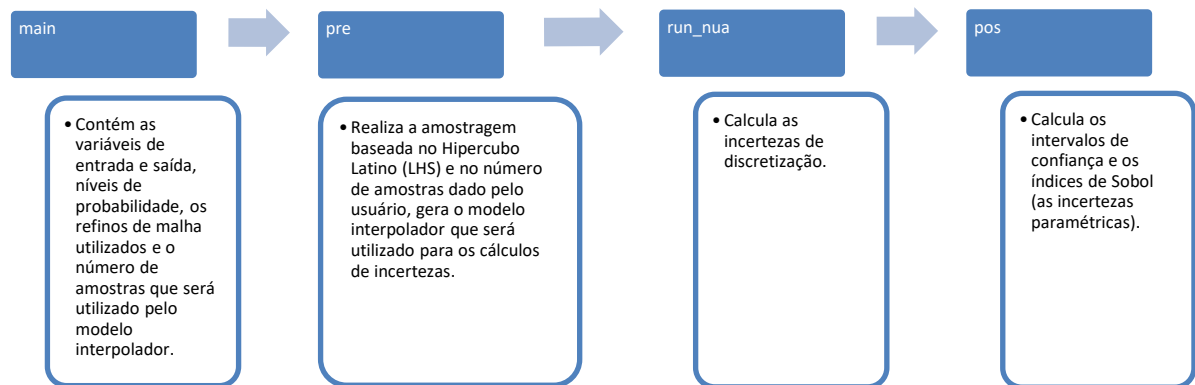 main
pre
run_nua
pos
• Contém as
variáveis de
entrada e saída,
níveis de
probabilidade, os
refinos de malha
utilizados e o
número de
amostras que será
utilizado pelo
modelo
interpolador.
• Realiza a amostragem
baseada no Hipercubo
Latino (LHS) e no número
de amostras dado pelo
usuário, gera o modelo
interpolador que será
utilizado para os cálculos
de incertezas.
• Calcula as
incertezas de
discretização.
• Calcula os
intervalos de
confiança e os
índices de Sobol
(as incertezas
paramétricas).